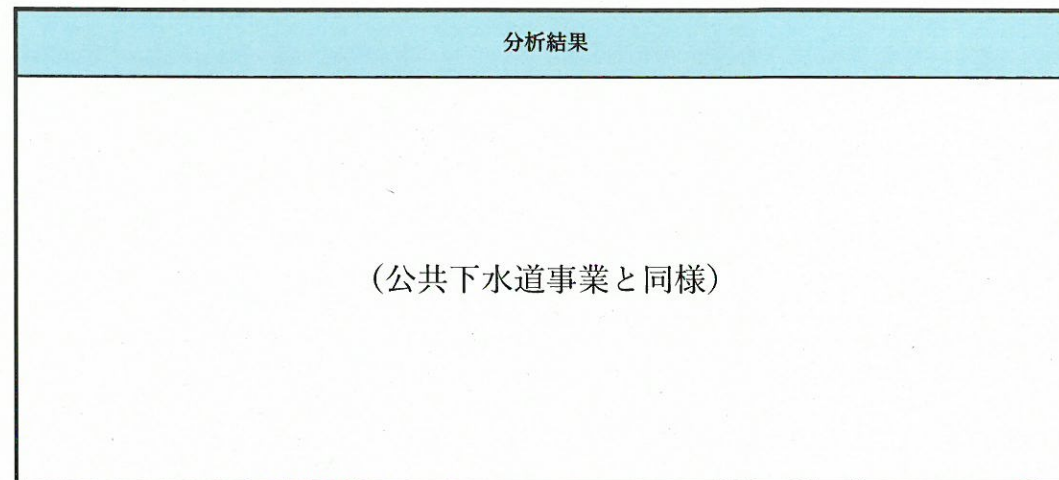 分析結果
（公共下水道事業と同様）